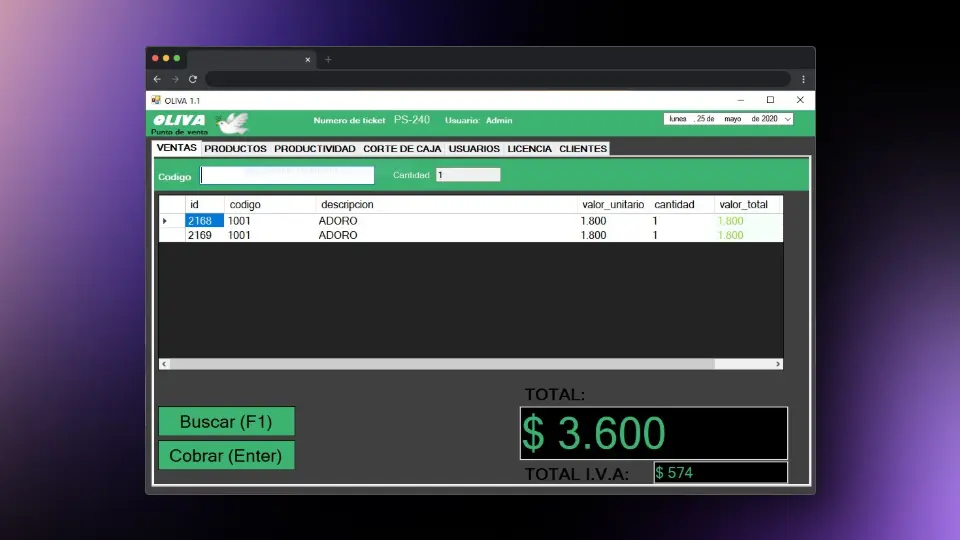 OLIVA 1.1
OLIVA
Punto de venta
Numero de ticket PS-240 Usuario: Admin
lunes , 25 de mayo de 2020
VENTAS PRODUCTOS PRODUCTIVIDAD CORTE DE CAJA USUARIOS LICENCIA CLIENTES
Codigo Cantidad 1
id codigo descripcion valor_unitario cantidad valor_total
2168 1001 ADORO 1.800 1 1.800
2169 1001 ADORO 1.800 1 1.800
Buscar (F1)
Cobrar (Enter)
TOTAL:
$ 3.600
TOTAL I.V.A: $ 574